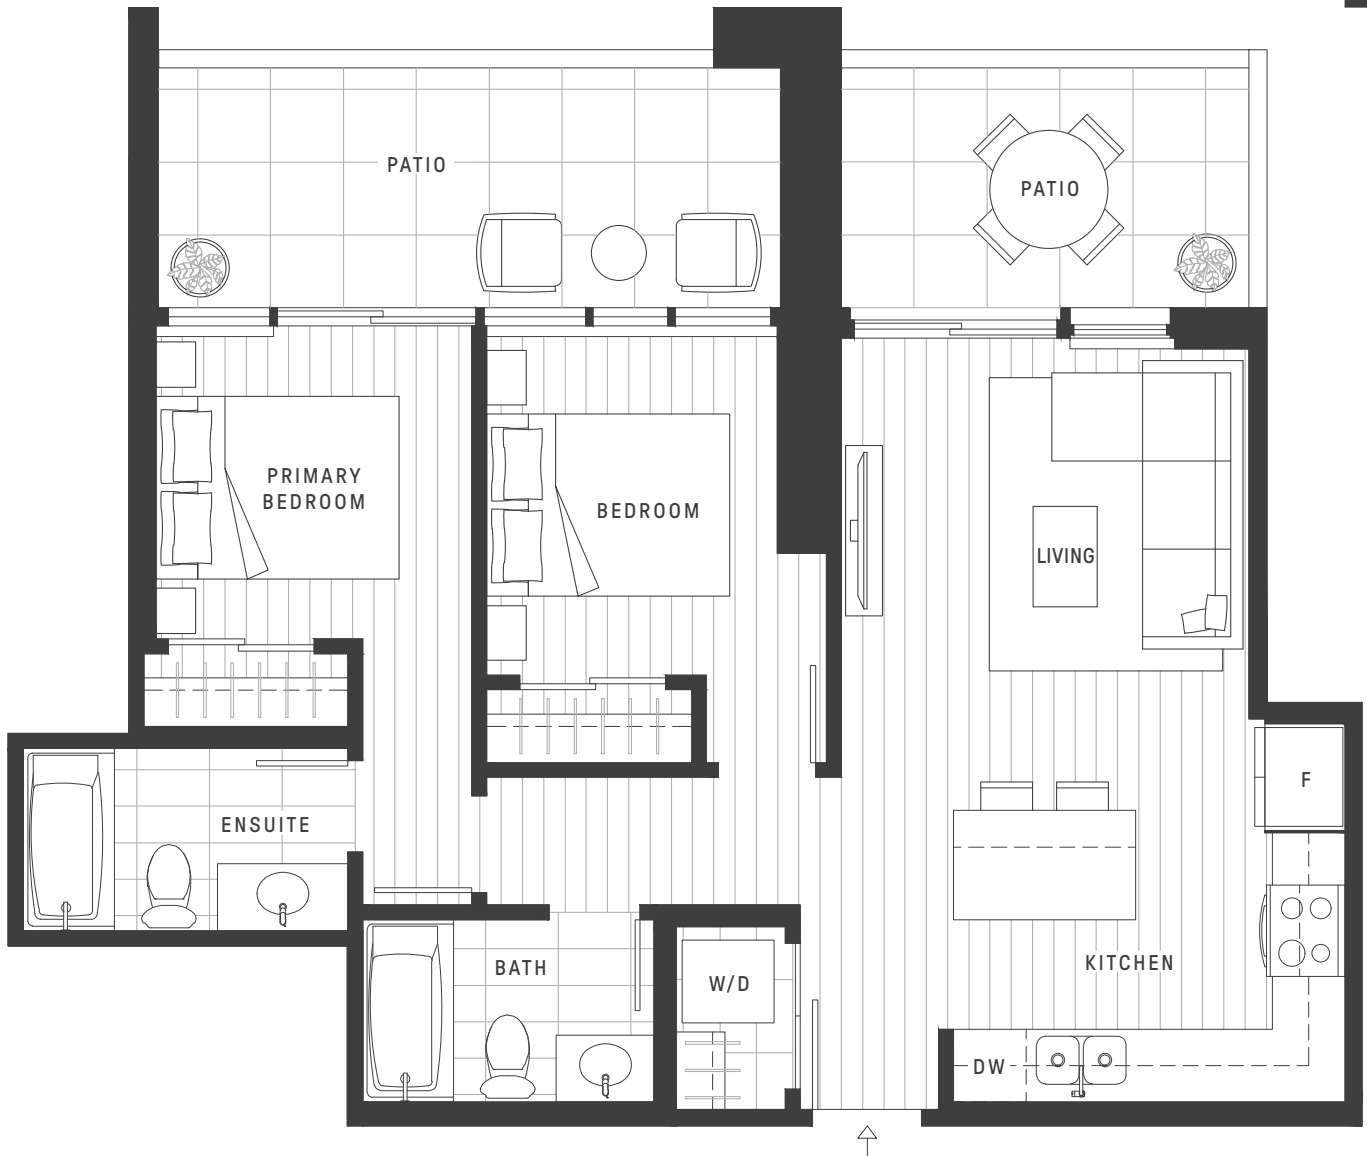 PATIO
PATIO
PRIMARY
BEDROOM
BEDROOM
LIVING
F
ENSUITE
BATH
KITCHEN
W/D
DW